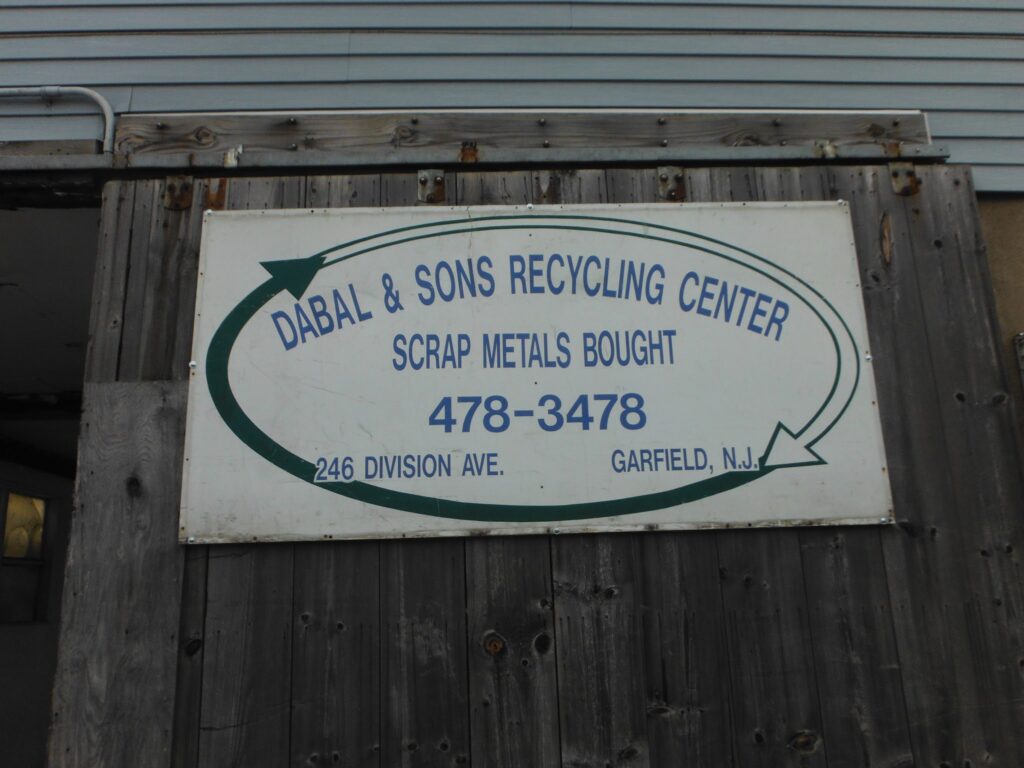 DABAL & SONS RECYCLING CENTER
SCRAP METALS BOUGHT
478-3478
246 DIVISION AVE. GARFIELD, N.J.